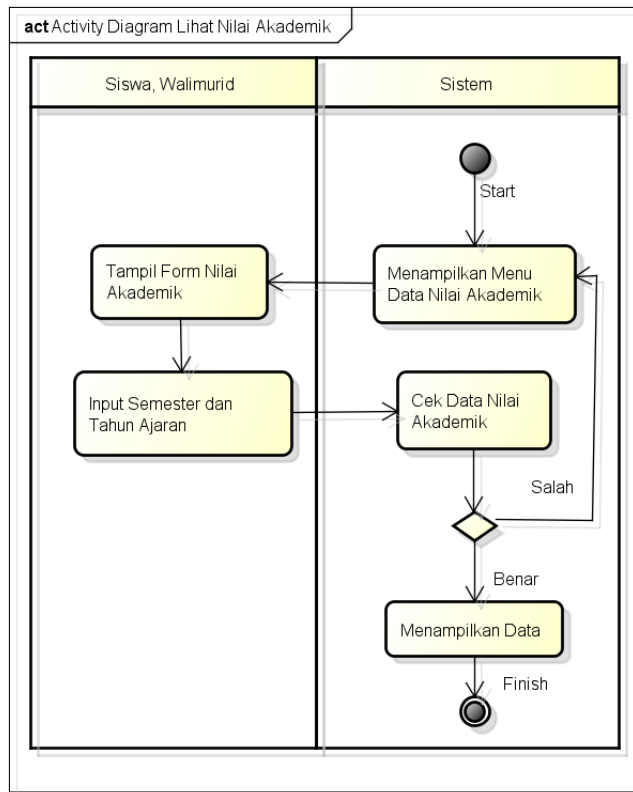 act Activity Diagram Lihat Nilai Akademik
Siswa, Walimurid
Sistem
Start
Tampil Form Nilai
Akademik
Menampilkan Menu
Data Nilai Akademik
Input Semester dan
Tahun Ajaran
Cek Data Nilai
Akademik
Salah
Benar
Menampilkan Data
Finish